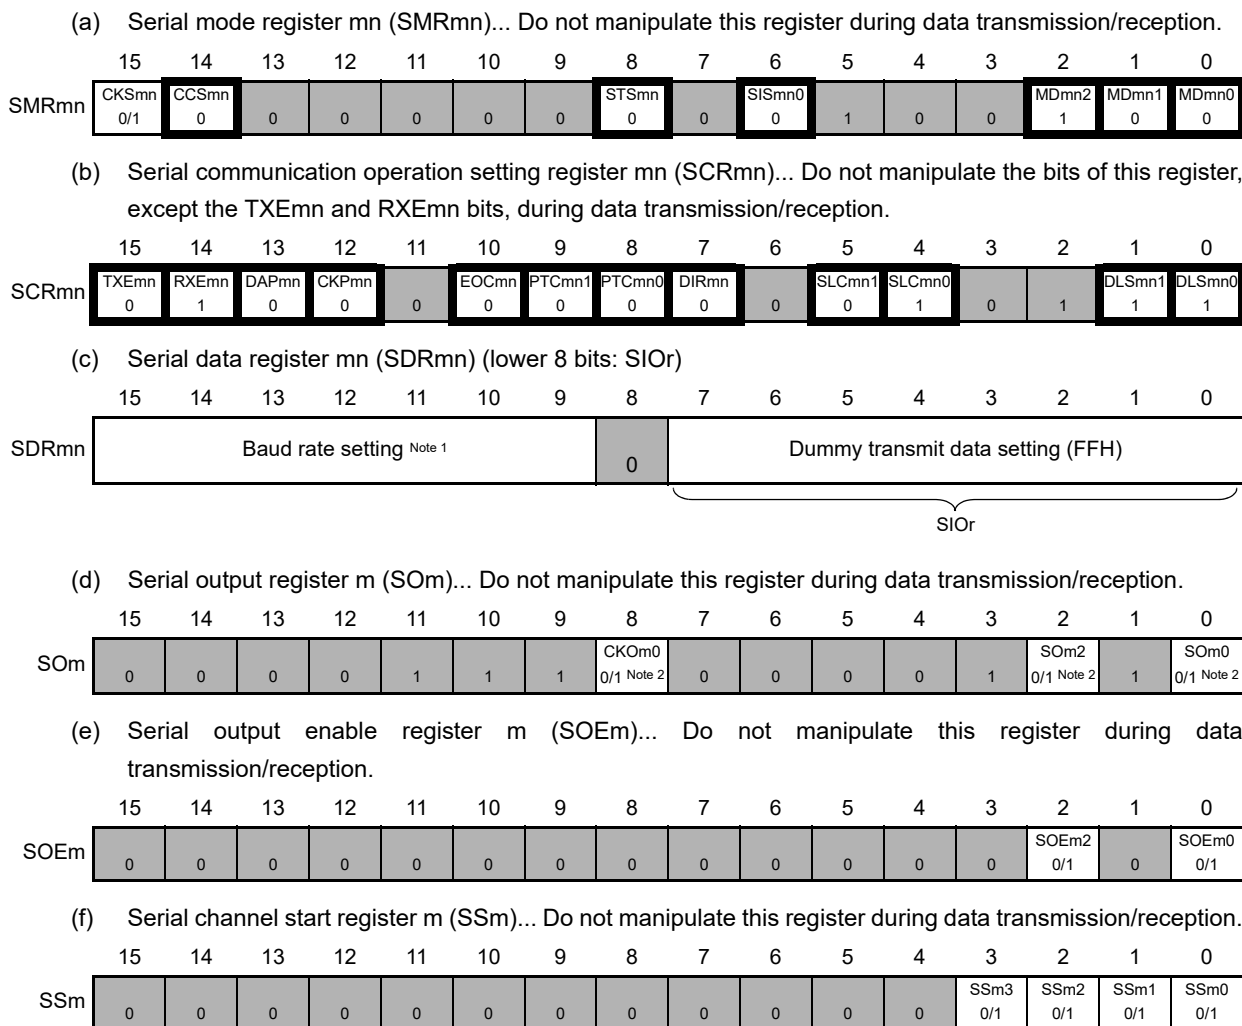 (a) Serial mode register mn (SMRmn)... Do not manipulate this register during data transmission/reception.
15 14 13 12 11 10 9 8 7 6 5 4 3 2 1 0
CKSmn CCSmn STSmn SISmn0 MDmn2 MDmn1 MDmn0
SMRmn 0/1 0 0 0 0 0 0 0 0 0 1 0 0 1 0 0
(b) Serial communication operation setting register mn (SCRmn)... Do not manipulate the bits of this register,
except the TXEmn and RXEmn bits, during data transmission/reception.
15 14 13 12 11 10 9 8 7 6 5 4 3 2 1 0
TXEmn RXEmn DAPmn CKPmn EOCmn PTCmn1 PTCmn0 DIRmn SLCmn1 SLCmn0 DLSmn1 DLSmn0
SCRmn 0 1 0 0 0 0 0 0 0 0 0 1 0 1 1 1
(c) Serial data register mn (SDRmn) (lower 8 bits: SIOr)
15 14 13 12 11 10 9 8 7 6 5 4 3 2 1 0
SDRmn Baud rate setting Note 1 0 Dummy transmit data setting (FFH)
SIOr
(d) Serial output register m (SOm)... Do not manipulate this register during data transmission/reception.
15 14 13 12 11 10 9 8 7 6 5 4 3 2 1 0
CKOm0 SOm2 SOm0
SOm 0 0 0 0 1 1 1 0/1 Note 2 0 0 0 0 1 0/1 Note 2 1 0/1 Note 2
(e) Serial output enable register m (SOEm)... Do not manipulate this register during data
transmission/reception.
15 14 13 12 11 10 9 8 7 6 5 4 3 2 1 0
SOEm2 SOEm0
SOEm 0 0 0 0 0 0 0 0 0 0 0 0 0 0/1 0 0/1
(f) Serial channel start register m (SSm)... Do not manipulate this register during data transmission/reception.
15 14 13 12 11 10 9 8 7 6 5 4 3 2 1 0
SSm3 SSm2 SSm1 SSm0
SSm 0 0 0 0 0 0 0 0 0 0 0 0 0/1 0/1 0/1 0/1